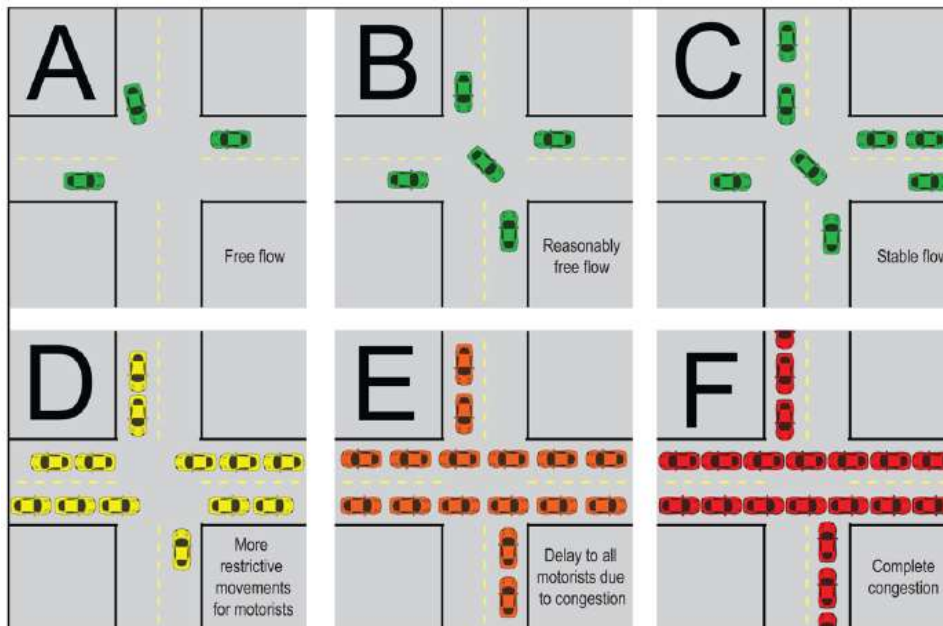 A
B
C
Free flow
Reasonably
free flow
Stable flow
D
E
F
More
restrictive
movements
for motorists
Delay to all
motorists due
to congestion
Complete
congestion